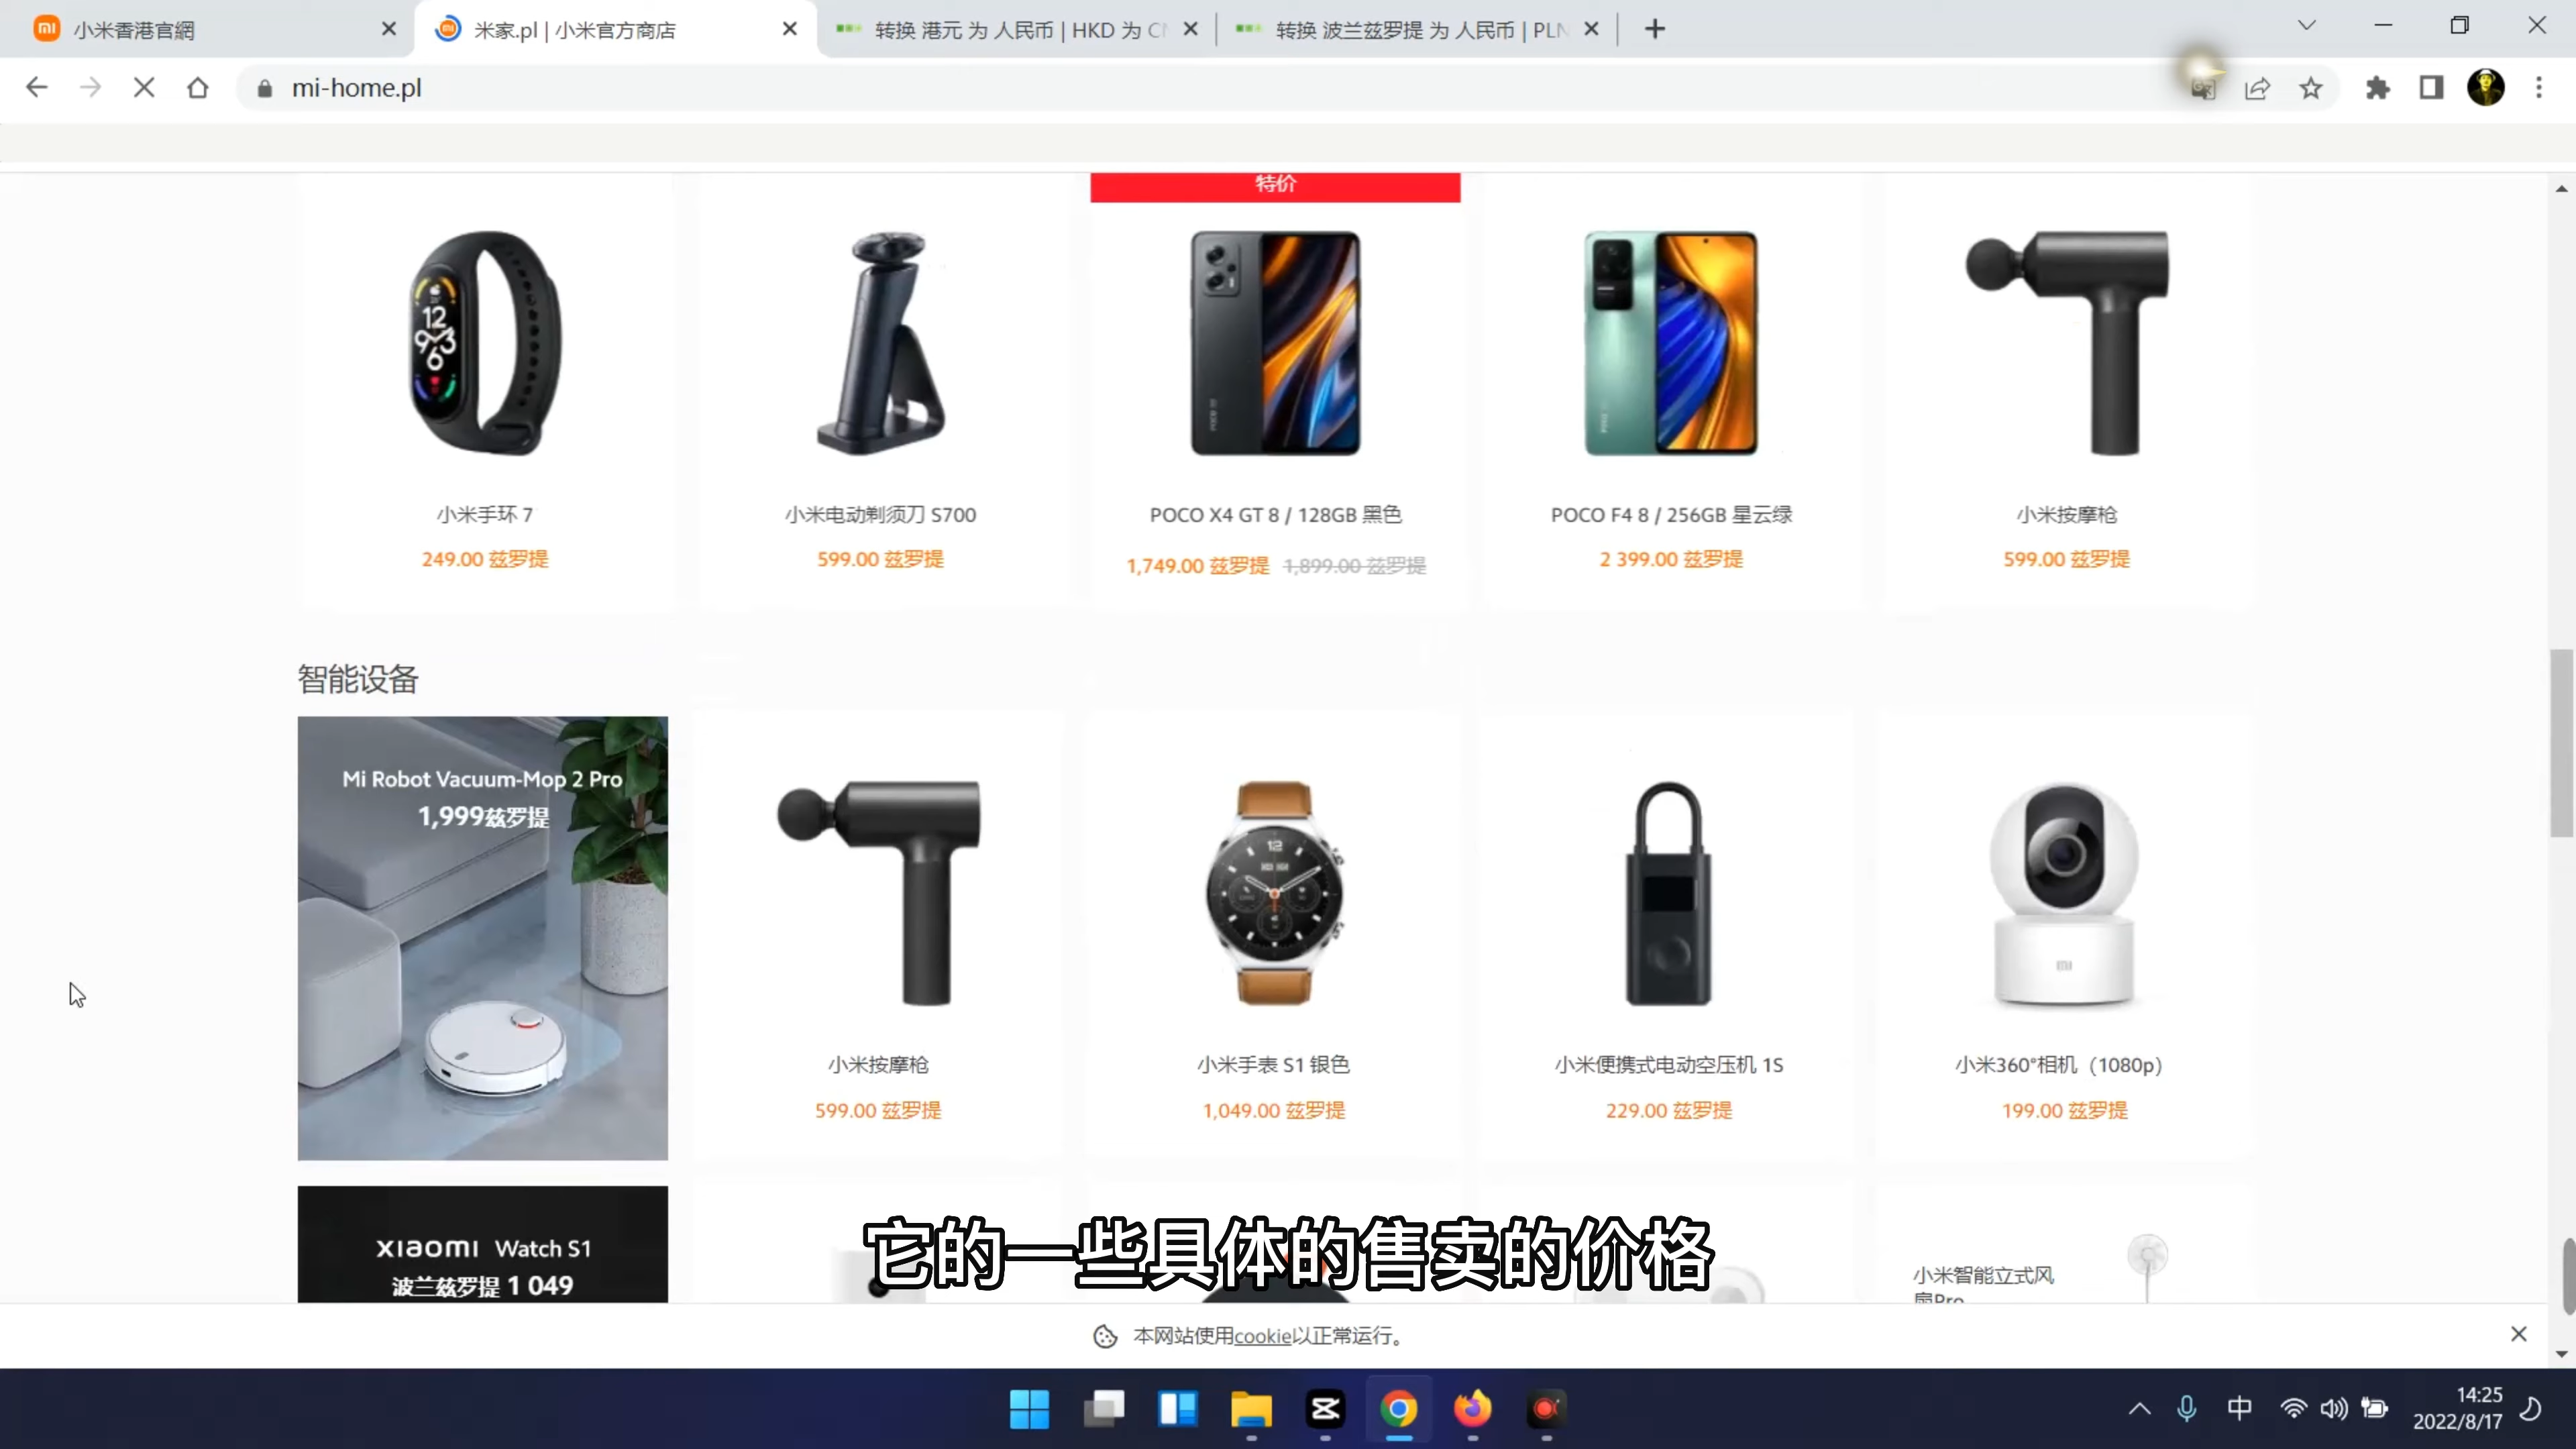 小米香港官網
米家.pl | 小米官方商店
转换 港元 为 人民币 | HKD 为 CN
转换 波兰兹罗提 为 人民币 | PLN
mi-home.pl
特价
小米手环 7
小米电动剃须刀 S700
POCO X4 GT 8 / 128GB 黑色
POCO F4 8 / 256GB 星云绿
小米按摩枪
249.00 兹罗提
599.00 兹罗提
1,749.00 兹罗提 1,899.00 兹罗提
2 399.00 兹罗提
599.00 兹罗提
智能设备
Mi Robot Vacuum-Mop 2 Pro
1,999兹罗提
小米按摩枪
小米手表 S1 银色
小米便携式电动空压机 1S
小米360°相机（1080p）
599.00 兹罗提
1,049.00 兹罗提
229.00 兹罗提
199.00 兹罗提
xiaomi Watch S1
波兰兹罗提 1 049
小米智能立式风
扇Pro
它的一些具体的售卖的价格
本网站使用cookie以正常运行。
中
14:25
2022/8/17